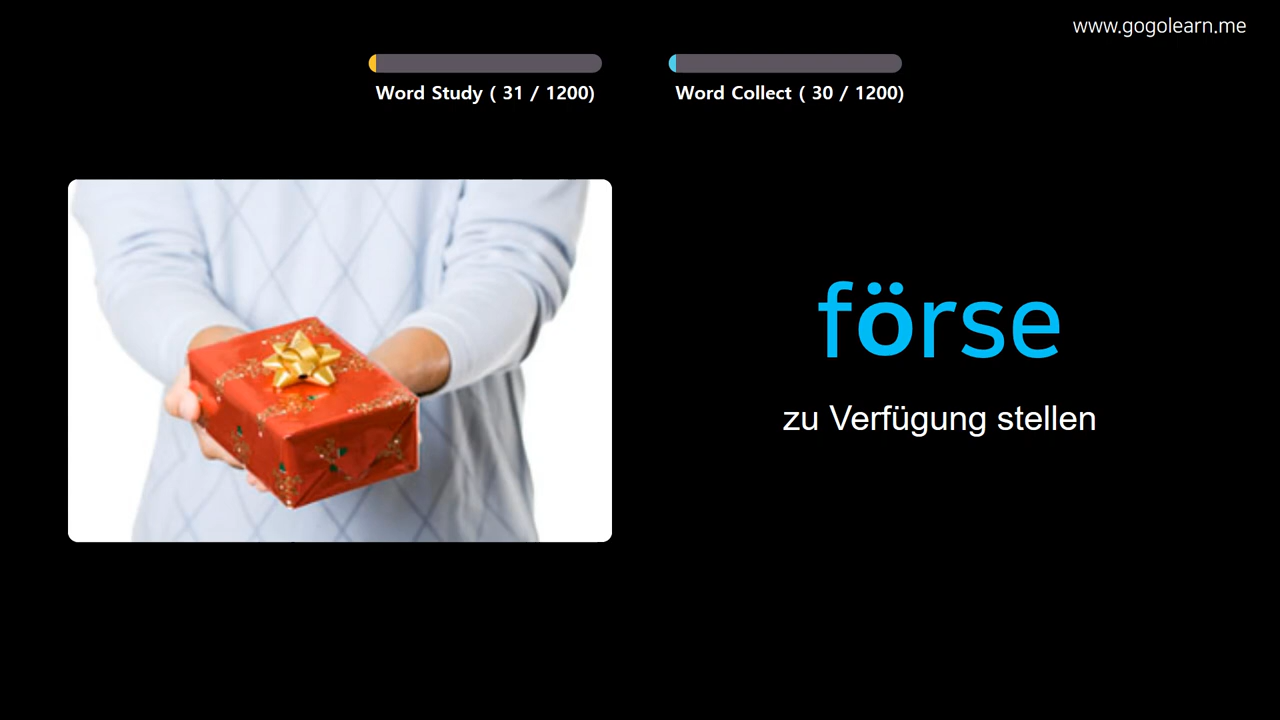 www.gogolearn.me
Word Study ( 31 / 1200)
Word Collect ( 30 / 1200)
förse
zu Verfügung stellen